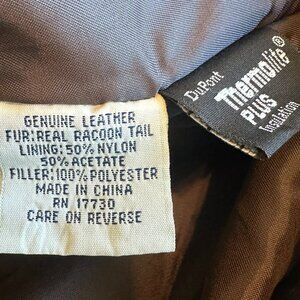 GENUINE LEATHER
FUR:REAL RACOON TAIL
LINING:50% NYLON
50% ACETATE
FILLER:100% POLYESTER
MADE IN CHINA
RN 17730
CARE ON REVERSE
DuPont
Thermolite®
PLUS
Insulation